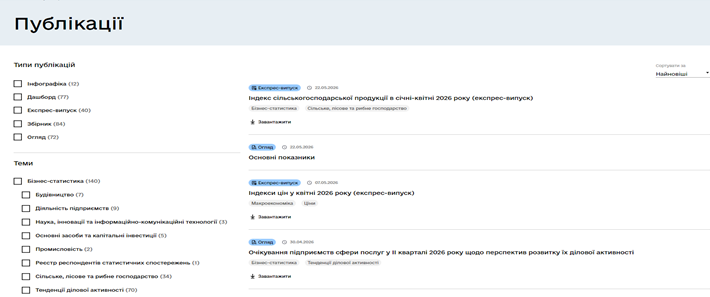 Публікації
Типи публікацій
Інфографіка (12)
Дашборд (77)
Експрес-випуск (40)
Збірник (84)
Огляд (72)
Теми
Бізнес-статистика (140)
Будівництво (7)
Діяльність підприємств (9)
Наука, інновації та інформаційно-комунікаційні технології (3)
Основні засоби та капітальні інвестиції (5)
Промисловість (2)
Реєстр респондентів статистичних спостережень (1)
Сільське, лісове та рибне господарство (34)
Тенденції ділової активності (70)
Сортувати за
Найновіші
Експрес-випуск 22.05.2026
Індекс сільськогосподарської продукції в січні-квітні 2026 року (експрес-випуск)
Бізнес-статистика Сільське, лісове та рибне господарство
Завантажити
Огляд 12.05.2026
Основні показники
Експрес-випуск 07.05.2026
Індекси цін у квітні 2026 року (експрес-випуск)
Макроекономіка Ціни
Завантажити
Огляд 30.04.2026
Очікування підприємств сфери послуг у II кварталі 2026 року щодо перспектив розвитку їх ділової активності
Бізнес-статистика Тенденції ділової активності
Завантажити